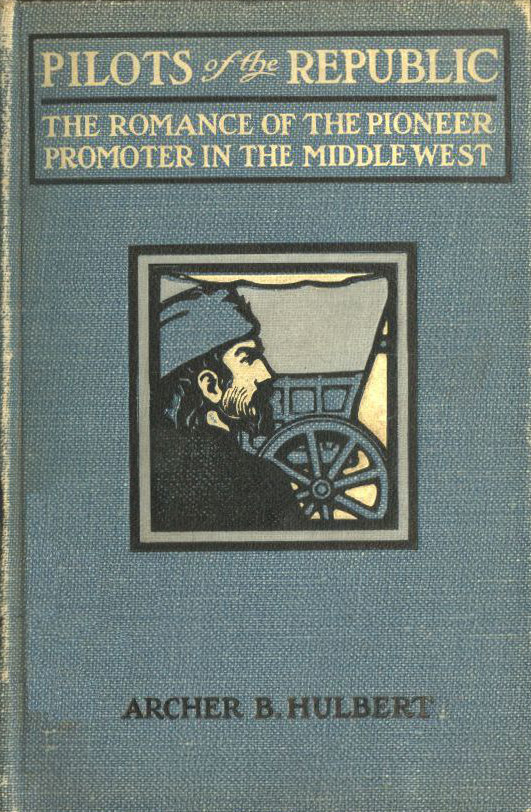 PILOTS of the REPUBLIC
THE ROMANCE OF THE PIONEER
PROMOTER IN THE MIDDLE WEST
ARCHER B. HULBERT